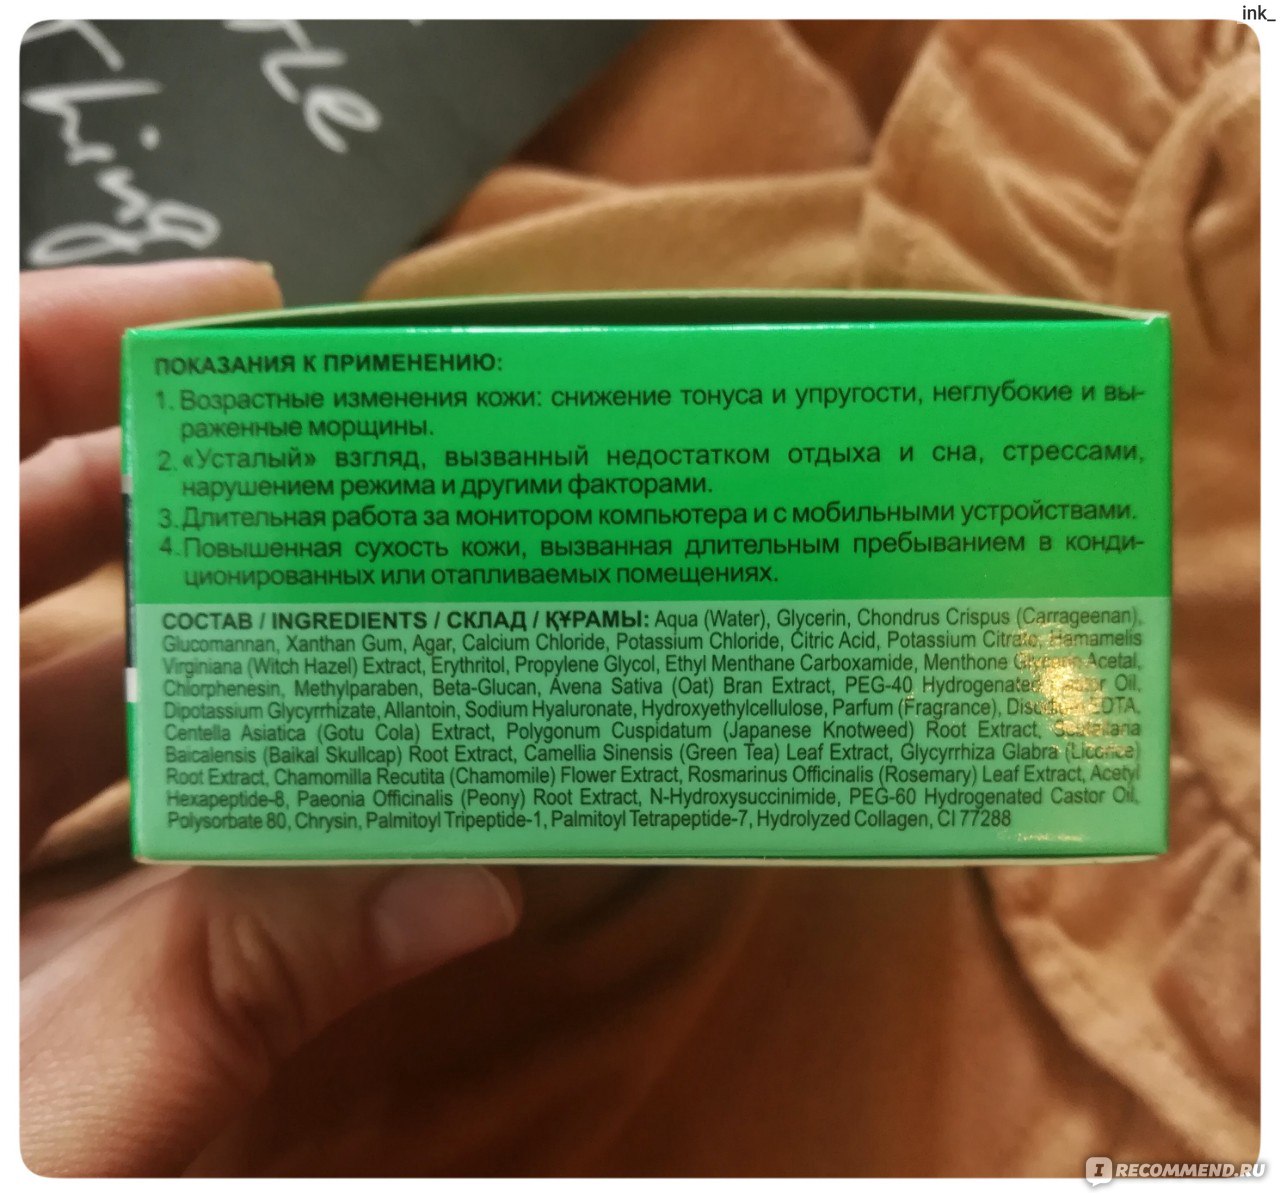 ink_
Thing
ПОКАЗАНИЯ К ПРИМЕНЕНИЮ:
1. Возрастные изменения кожи: снижение тонуса и упругости, неглубокие и вы-
раженные морщины.
2. «Усталый» взгляд, вызванный недостатком отдыха и сна, стрессами,
нарушением режима и другими факторами.
3. Длительная работа за монитором компьютера и с мобильными устройствами.
4. Повышенная сухость кожи, вызванная длительным пребыванием в конди-
ционированных или отапливаемых помещениях.
СОСТАВ / INGREDIENTS / СКЛАД / ҚҰРАМЫ: Aqua (Water), Glycerin, Chondrus Crispus (Carrageenan),
Glucomannan, Xanthan Gum, Agar, Calcium Chloride, Potassium Chloride, Citric Acid, Potassium Citrate, Hamamelis
Virginiana (Witch Hazel) Extract, Erythritol, Propylene Glycol, Ethyl Menthane Carboxamide, Menthone Glycerin Acetal,
Chlorphenesin, Methylparaben, Beta-Glucan, Avena Sativa (Oat) Bran Extract, PEG-40 Hydrogenated Castor Oil,
Dipotassium Glycyrrhizate, Allantoin, Sodium Hyaluronate, Hydroxyethylcellulose, Parfum (Fragrance), Disodium EDTA,
Centella Asiatica (Gotu Cola) Extract, Polygonum Cuspidatum (Japanese Knotweed) Root Extract, Scutellaria
Baicalensis (Baikal Skullcap) Root Extract, Camellia Sinensis (Green Tea) Leaf Extract, Glycyrrhiza Glabra (Licorice)
Root Extract, Chamomilla Recutita (Chamomile) Flower Extract, Rosmarinus Officinalis (Rosemary) Leaf Extract, Acetyl
Hexapeptide-8, Paeonia Officinalis (Peony) Root Extract, N-Hydroxysuccinimide, PEG-60 Hydrogenated Castor Oil,
Polysorbate 80, Chrysin, Palmitoyl Tripeptide-1, Palmitoyl Tetrapeptide-7, Hydrolyzed Collagen, CI 77288
I RECOMMEND.RU